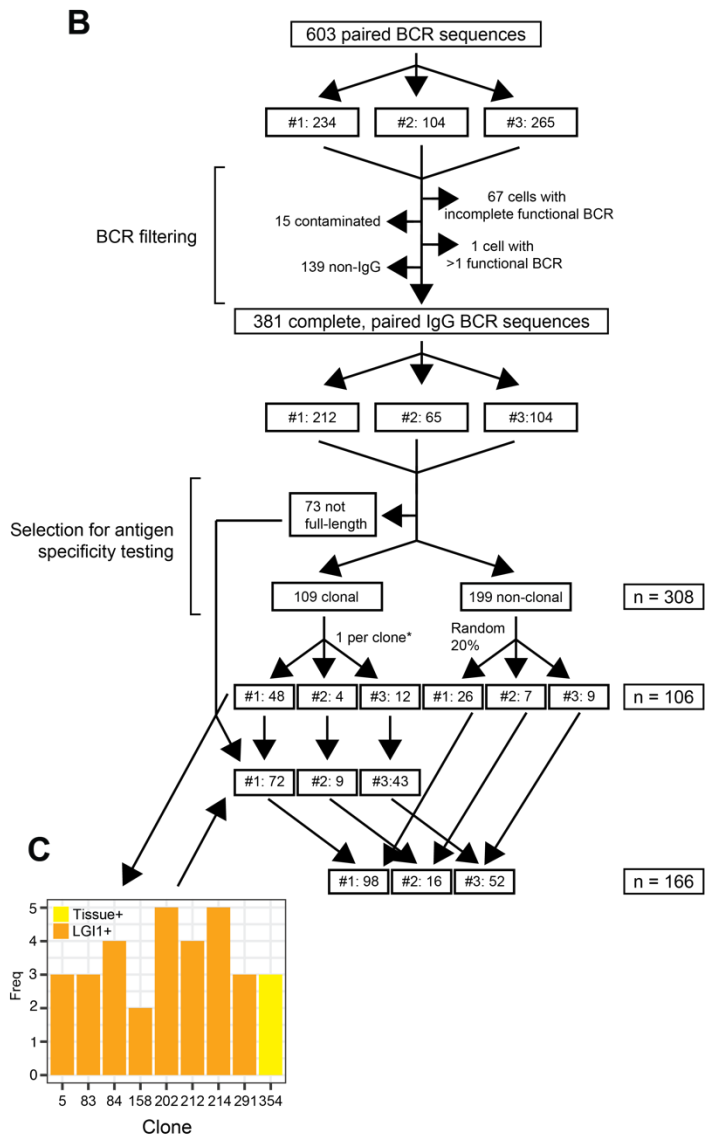 B
603 paired BCR sequences
#1: 234
#2: 104
#3: 265
BCR filtering
67 cells with
incomplete functional BCR
15 contaminated
1 cell with
>1 functional BCR
139 non-IgG
381 complete, paired IgG BCR sequences
#1: 212
#2: 65
#3:104
Selection for antigen
specificity testing
73 not
full-length
109 clonal
199 non-clonal
n = 308
1 per clone*
Random
20%
#1: 48
#2: 4
#3: 12
#1: 26
#2: 7
#3: 9
n = 106
#1: 72
#2: 9
#3:43
#1: 98
#2: 16
#3: 52
n = 166
C
Tissue+
LGI1+
Freq
5
4
3
2
1
0
5 83 84 158 202 212 214 291 354
Clone